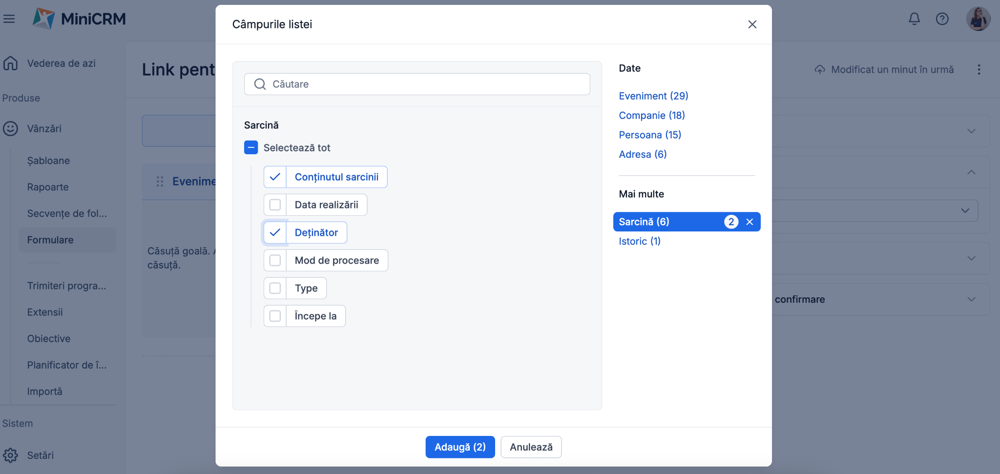 MiniCRM
Vederea de azi
Produse
Vânzări
Șabloane
Rapoarte
Secvențe de fol...
Formulare
Trimiteri progra...
Extensii
Obiective
Planificator de î...
Importă
Sistem
Setări
Link pent
Modificat un minut în urmă
Evenime
Căsuță goală. A
căsuță.
confirmare
Câmpurile listei
Căutare
Sarcină
Selectează tot
Conținutul sarcinii
Data realizării
Deținător
Mod de procesare
Type
Începe la
Date
Eveniment (29)
Companie (18)
Persoana (15)
Adresa (6)
Mai multe
Sarcină (6) 2
Istoric (1)
Adaugă (2)
Anulează